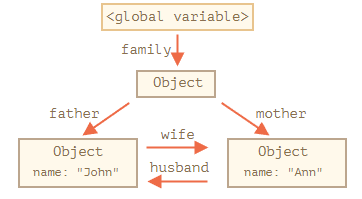 <global variable>
family
Object
father
mother
wife
husband
Object
name: "John"
Object
name: "Ann"